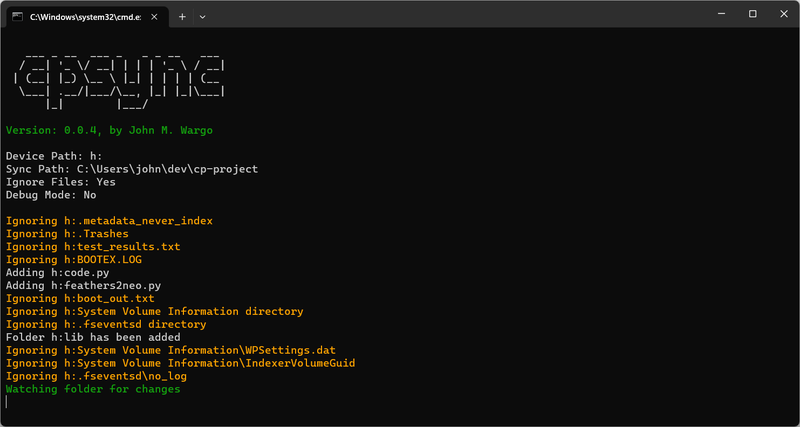 C:\Windows\system32\cmd.e:
cpsync
Version: 0.0.4, by John M. Wargo
Device Path: h:
Sync Path: C:\Users\john\dev\cp-project
Ignore Files: Yes
Debug Mode: No
Ignoring h:.metadata_never_index
Ignoring h:.Trashes
Ignoring h:test_results.txt
Ignoring h:BOOTEX.LOG
Adding h:code.py
Adding h:feathers2neo.py
Ignoring h:boot_out.txt
Ignoring h:System Volume Information directory
Ignoring h:.fseventsd directory
Folder h:lib has been added
Ignoring h:System Volume Information\WPSettings.dat
Ignoring h:System Volume Information\IndexerVolumeGuid
Ignoring h:.fseventsd\no_log
Watching folder for changes